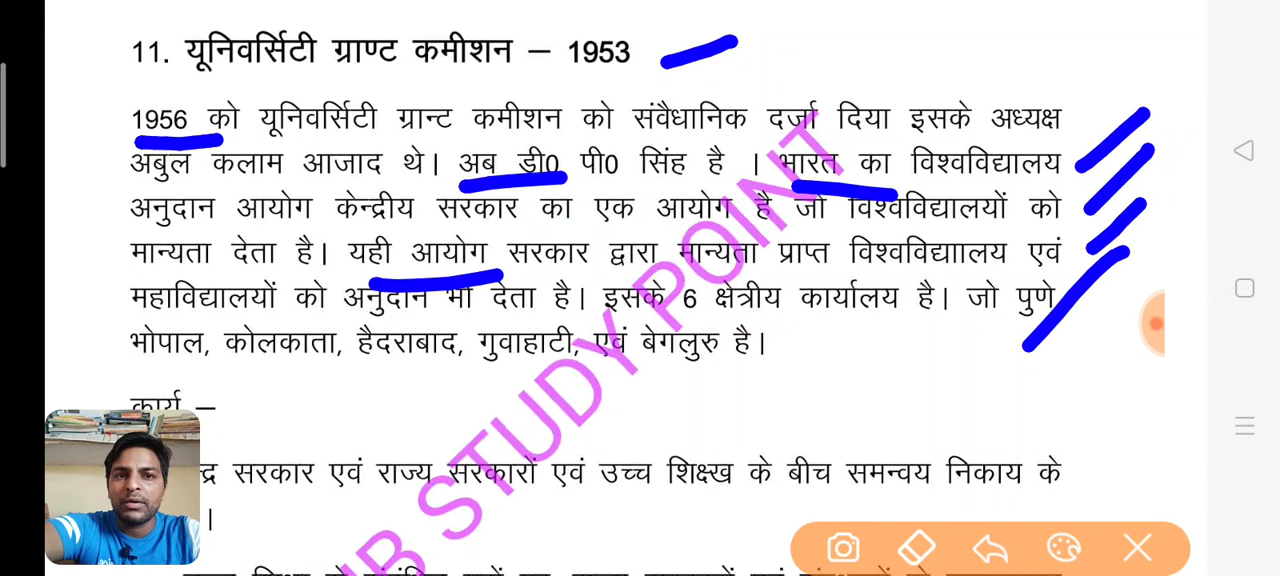 11. यूनिवर्सिटी ग्राण्ट कमीशन – 1953
1956 को यूनिवर्सिटी ग्रान्ट कमीशन को संवैधानिक दर्जा दिया इसके अध्यक्ष
अबुल कलाम आजाद थे। अब डी0 पी0 सिंह है । भारत का विश्वविद्यालय
अनुदान आयोग केन्द्रीय सरकार का एक आयोग है जो विश्वविद्यालयों को
मान्यता देता है। यही आयोग सरकार द्वारा मान्यता प्राप्त विश्वविद्याालय एवं
महाविद्यालयों को अनुदान भी देता है। इसके 6 क्षेत्रीय कार्यालय है। जो पुणे,
भोपाल, कोलकाता, हैदराबाद, गुवाहाटी, एवं बेगलुरु है।
कार्य –
सरकार एवं राज्य सरकारों एवं उच्च शिक्ष्ख के बीच समन्वय निकाय के
।
STUDY POINT